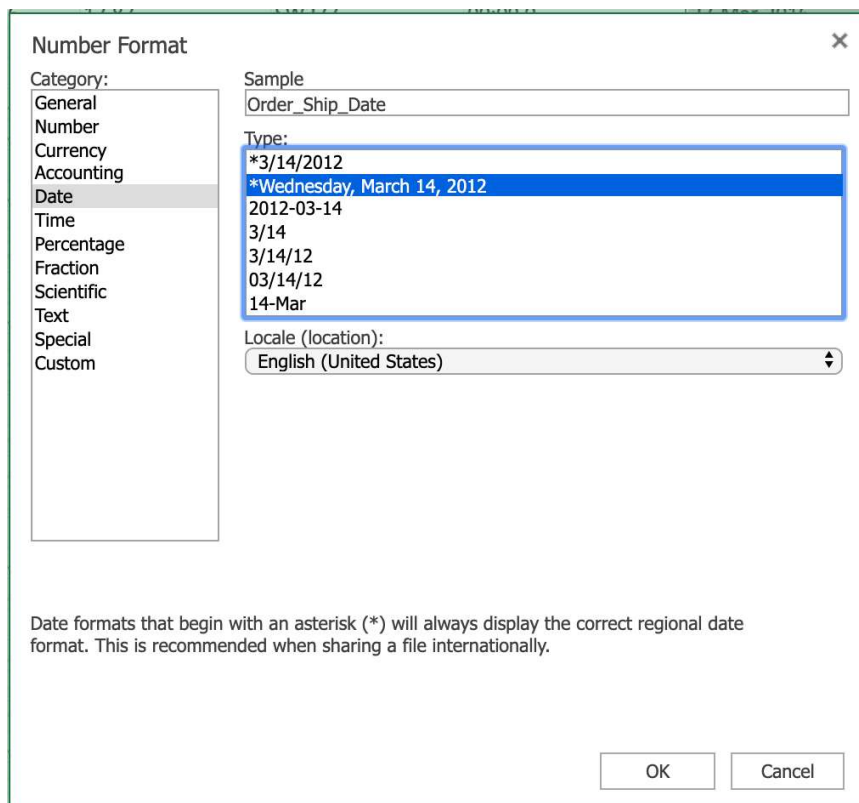 Number Format
Category:
General
Number
Currency
Accounting
Date
Time
Percentage
Fraction
Scientific
Text
Special
Custom
Sample
Order_Ship_Date
Type:
*3/14/2012
*Wednesday, March 14, 2012
2012-03-14
3/14
3/14/12
03/14/12
14-Mar
Locale (location):
English (United States)
Date formats that begin with an asterisk (*) will always display the correct regional date
format. This is recommended when sharing a file internationally.
OK
Cancel